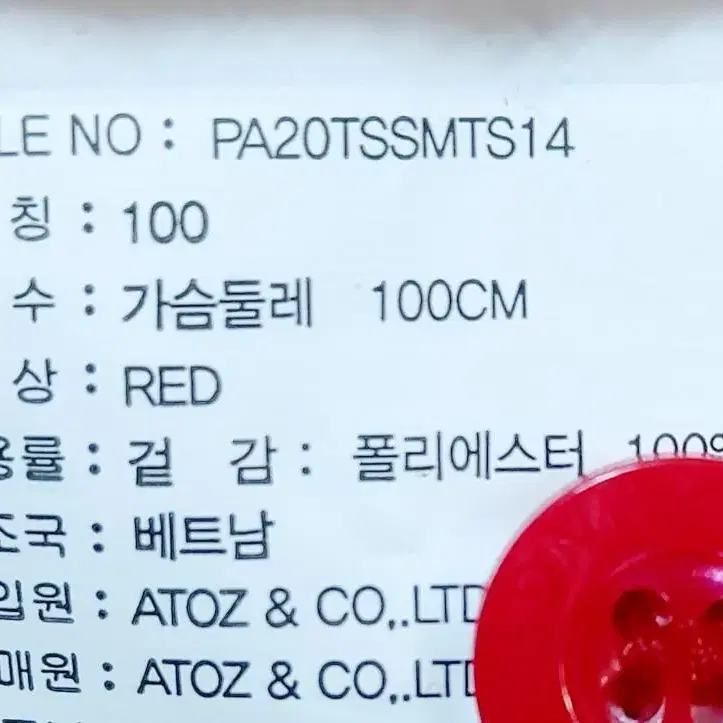 LE NO : PA20TSSMTS14
칭 : 100
수 : 가슴둘레 100CM
상 : RED
용률 : 겉 감 : 폴리에스터 100%
조국 : 베트남
입원 : ATOZ & CO,.LTD
매원 : ATOZ & CO,.LTD